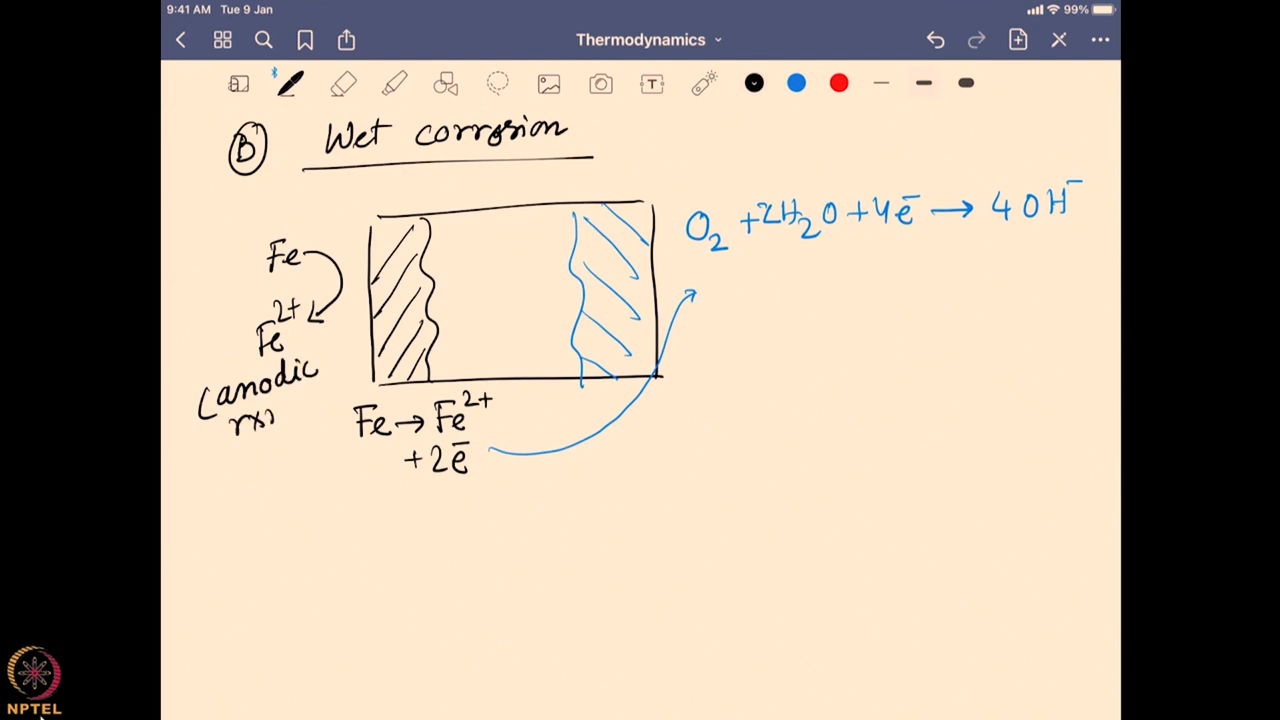 9:41 AM Tue 9 Jan 99%
Thermodynamics
T
B Wet corrosion
O₂ + 2H₂O + 4e⁻ → 4OH⁻
Fe
Fe²⁺
(anodic
rxn
Fe → Fe²⁺
+ 2e⁻
NPTEL